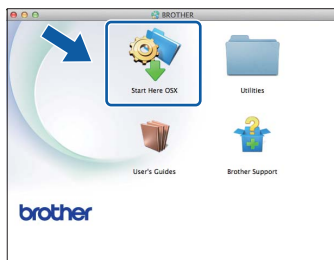 BROTHER
Start Here OSX
Utilities
User's Guides
Brother Support
brother